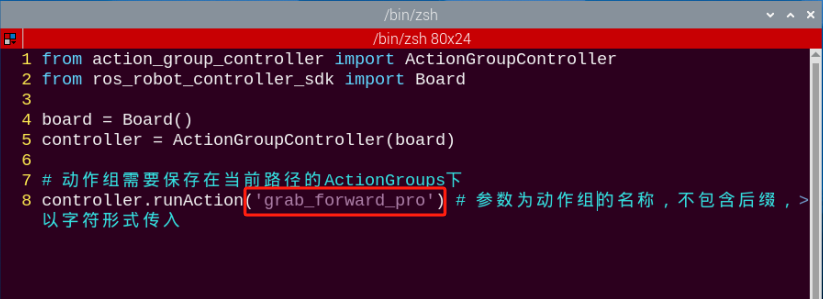 /bin/zsh
/bin/zsh 80x24
1 from action_group_controller import ActionGroupController
2 from ros_robot_controller_sdk import Board
3
4 board = Board()
5 controller = ActionGroupController(board)
6
7 # 动作组需要保存在当前路径的ActionGroups下
8 controller.runAction('grab_forward_pro') # 参数为动作组的名称，不包含后缀，>
以字符形式传入